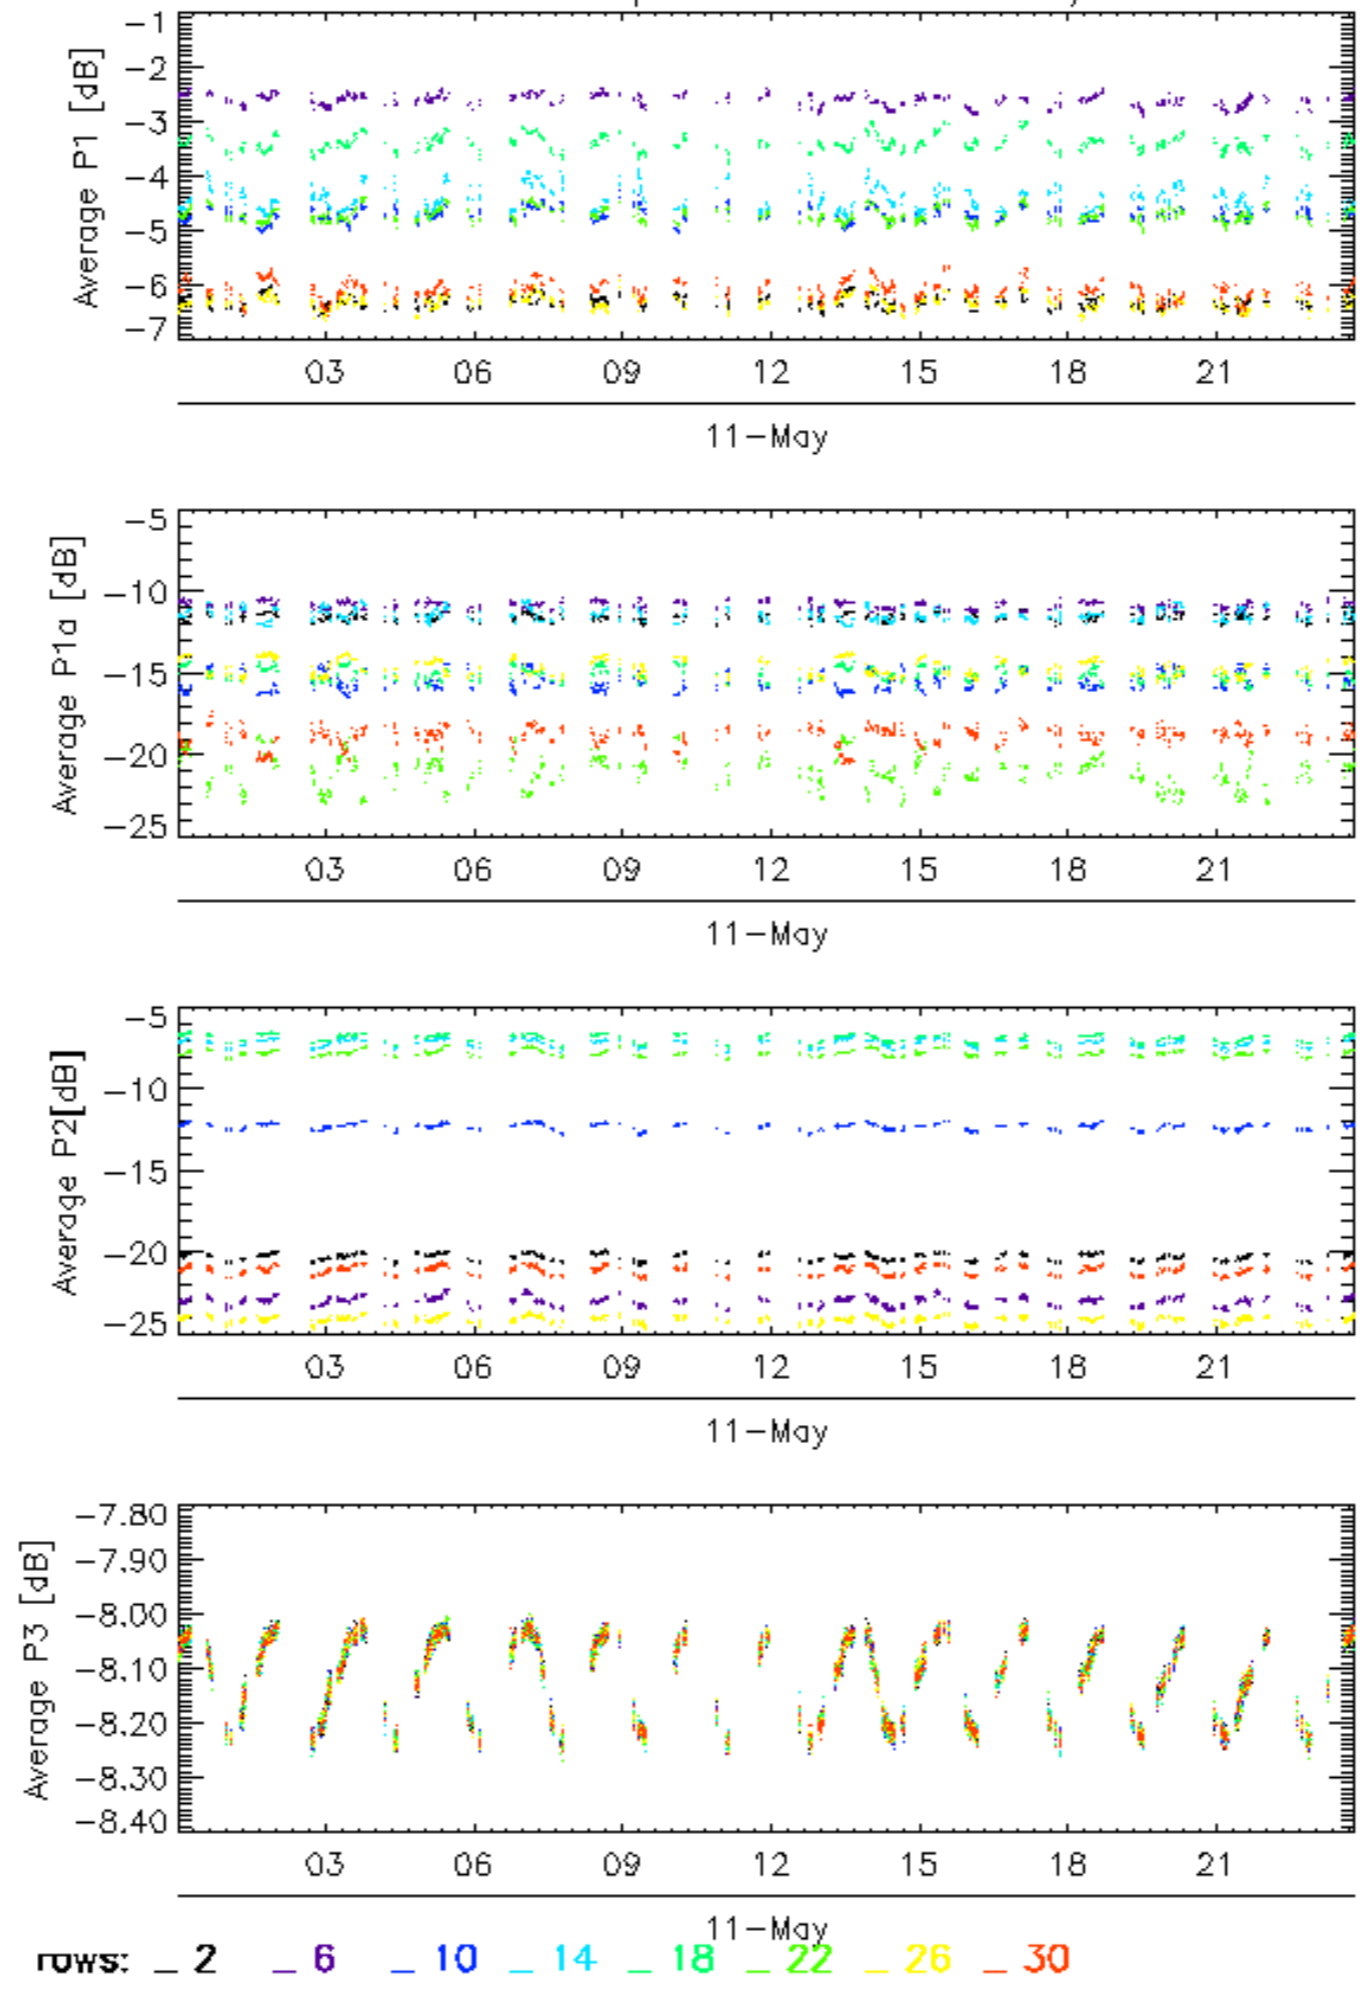 Average P1 [dB]
-1
-2
-3
-4
-5
-6
-7
03 06 09 12 15 18 21
11-May
Average P1a [dB]
-5
-10
-15
-20
-25
03 06 09 12 15 18 21
11-May
Average P2[dB]
-5
-10
-15
-20
-25
03 06 09 12 15 18 21
11-May
Average P3 [dB]
-7.80
-7.90
-8.00
-8.10
-8.20
-8.30
-8.40
03 06 09 12 15 18 21
11-May
rows: _ 2 _ 6 _ 10 _ 14 _ 18 _ 22 _ 26 _ 30